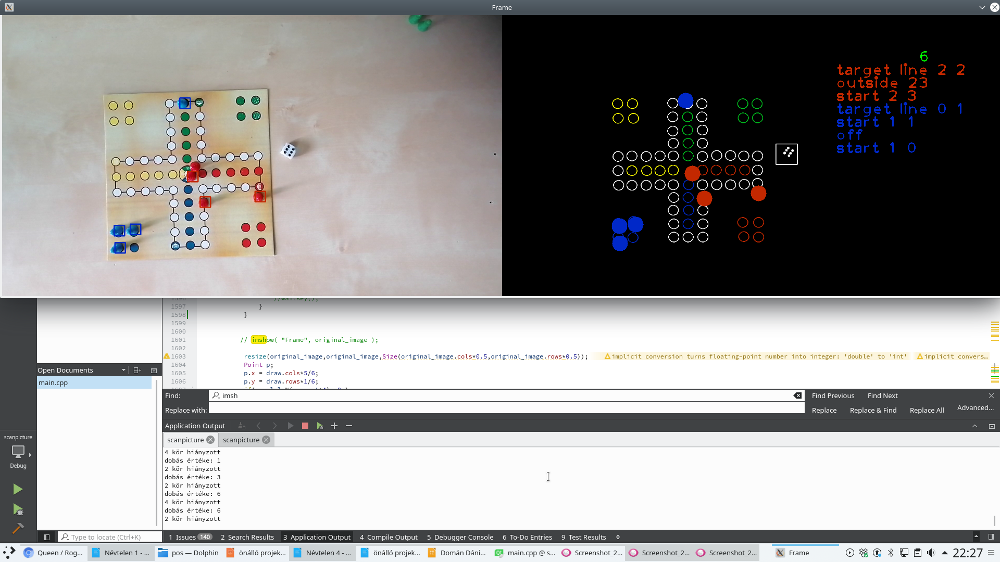 Frame
6
target line 2 2
outside 23
start 2 3
target line 0 1
start 1 1
off
start 1 0
1597 }
1598 }
1599
1600
1601 // imshow( "Frame", original_image );
1602
1603 resize(original_image,original_image,Size(original_image.cols*0.5,original_image.rows*0.5)); implicit conversion turns floating-point number into integer: 'double' to 'int' implicit convers…
1604 Point p;
1605 p.x = draw.cols*5/6;
1606 p.y = draw.rows*1/6;
Open Documents
main.cpp
Find: imsh Find Previous Find Next
Replace with: Replace Replace & Find Replace All Advanced...
Application Output
scanpicture scanpicture
4 kör hiányzott
dobás értéke: 1
2 kör hiányzott
dobás értéke: 3
2 kör hiányzott
dobás értéke: 6
4 kör hiányzott
dobás értéke: 6
2 kör hiányzott
scanpicture
Debug
Type to locate (Ctrl+K) 1 Issues 140 2 Search Results 3 Application Output 4 Compile Output 5 Debugger Console 6 To-Do Entries 9 Test Results
Queen / Rog... Névtelen 1 - ... pos — Dolphin önálló projek... Névtelen 4 - ... önálló projek... Domán Dáni... main.cpp @ s... Screenshot_2... Screenshot_2... Screenshot_2... Frame 22:27